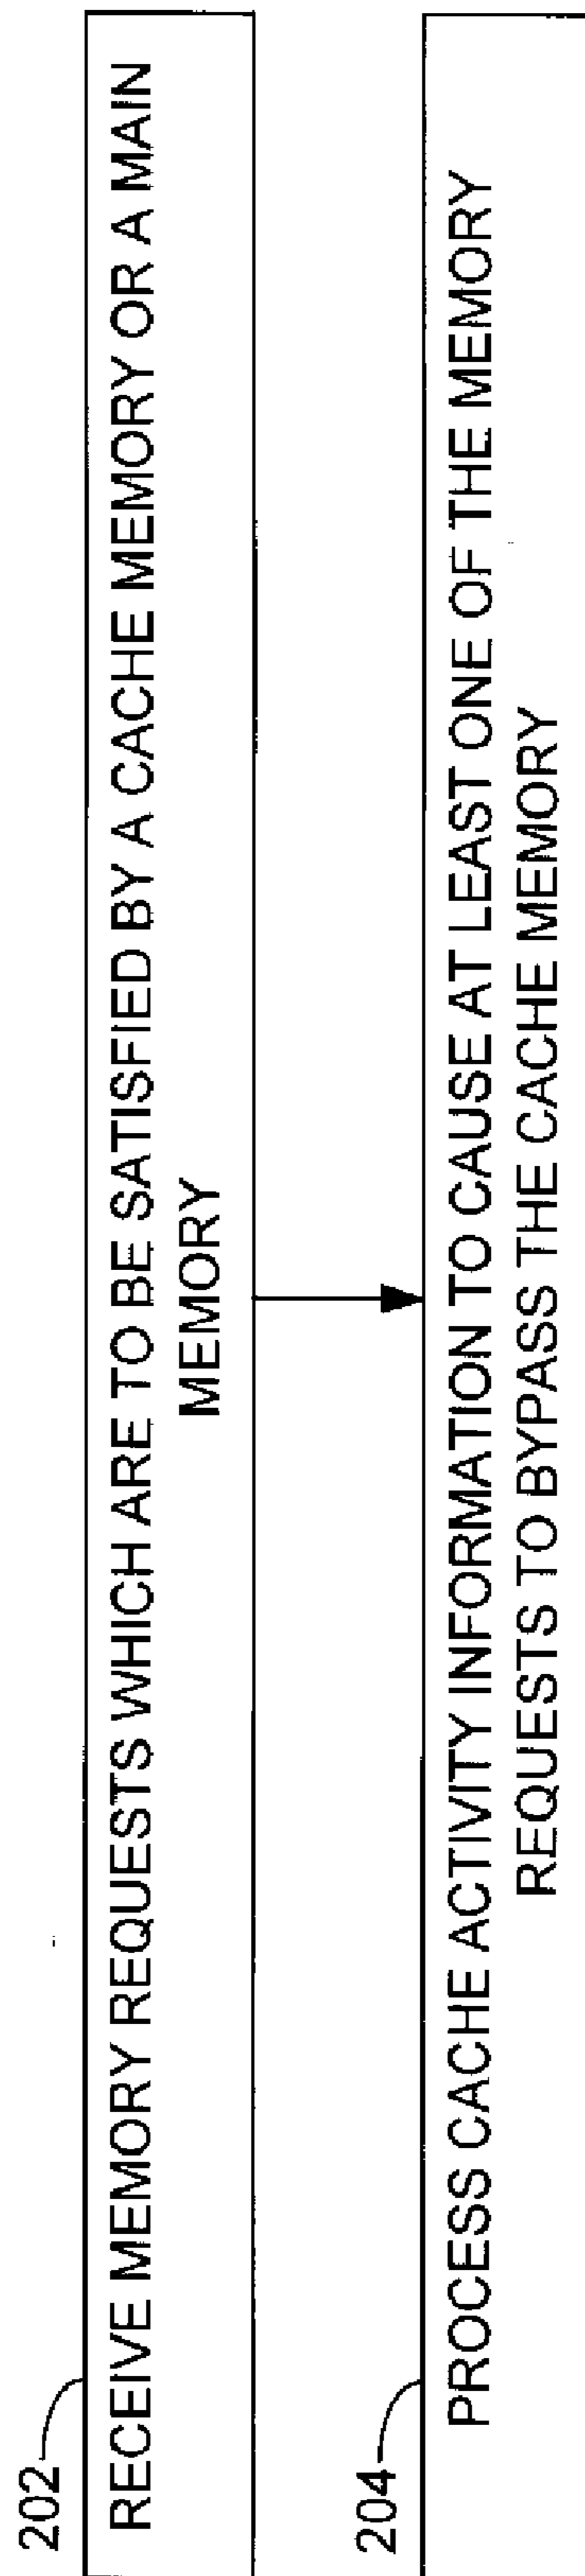 202
RECEIVE MEMORY REQUESTS WHICH ARE TO BE SATISFIED BY A CACHE MEMORY OR A MAIN
MEMORY
204
PROCESS CACHE ACTIVITY INFORMATION TO CAUSE AT LEAST ONE OF THE MEMORY
REQUESTS TO BYPASS THE CACHE MEMORY